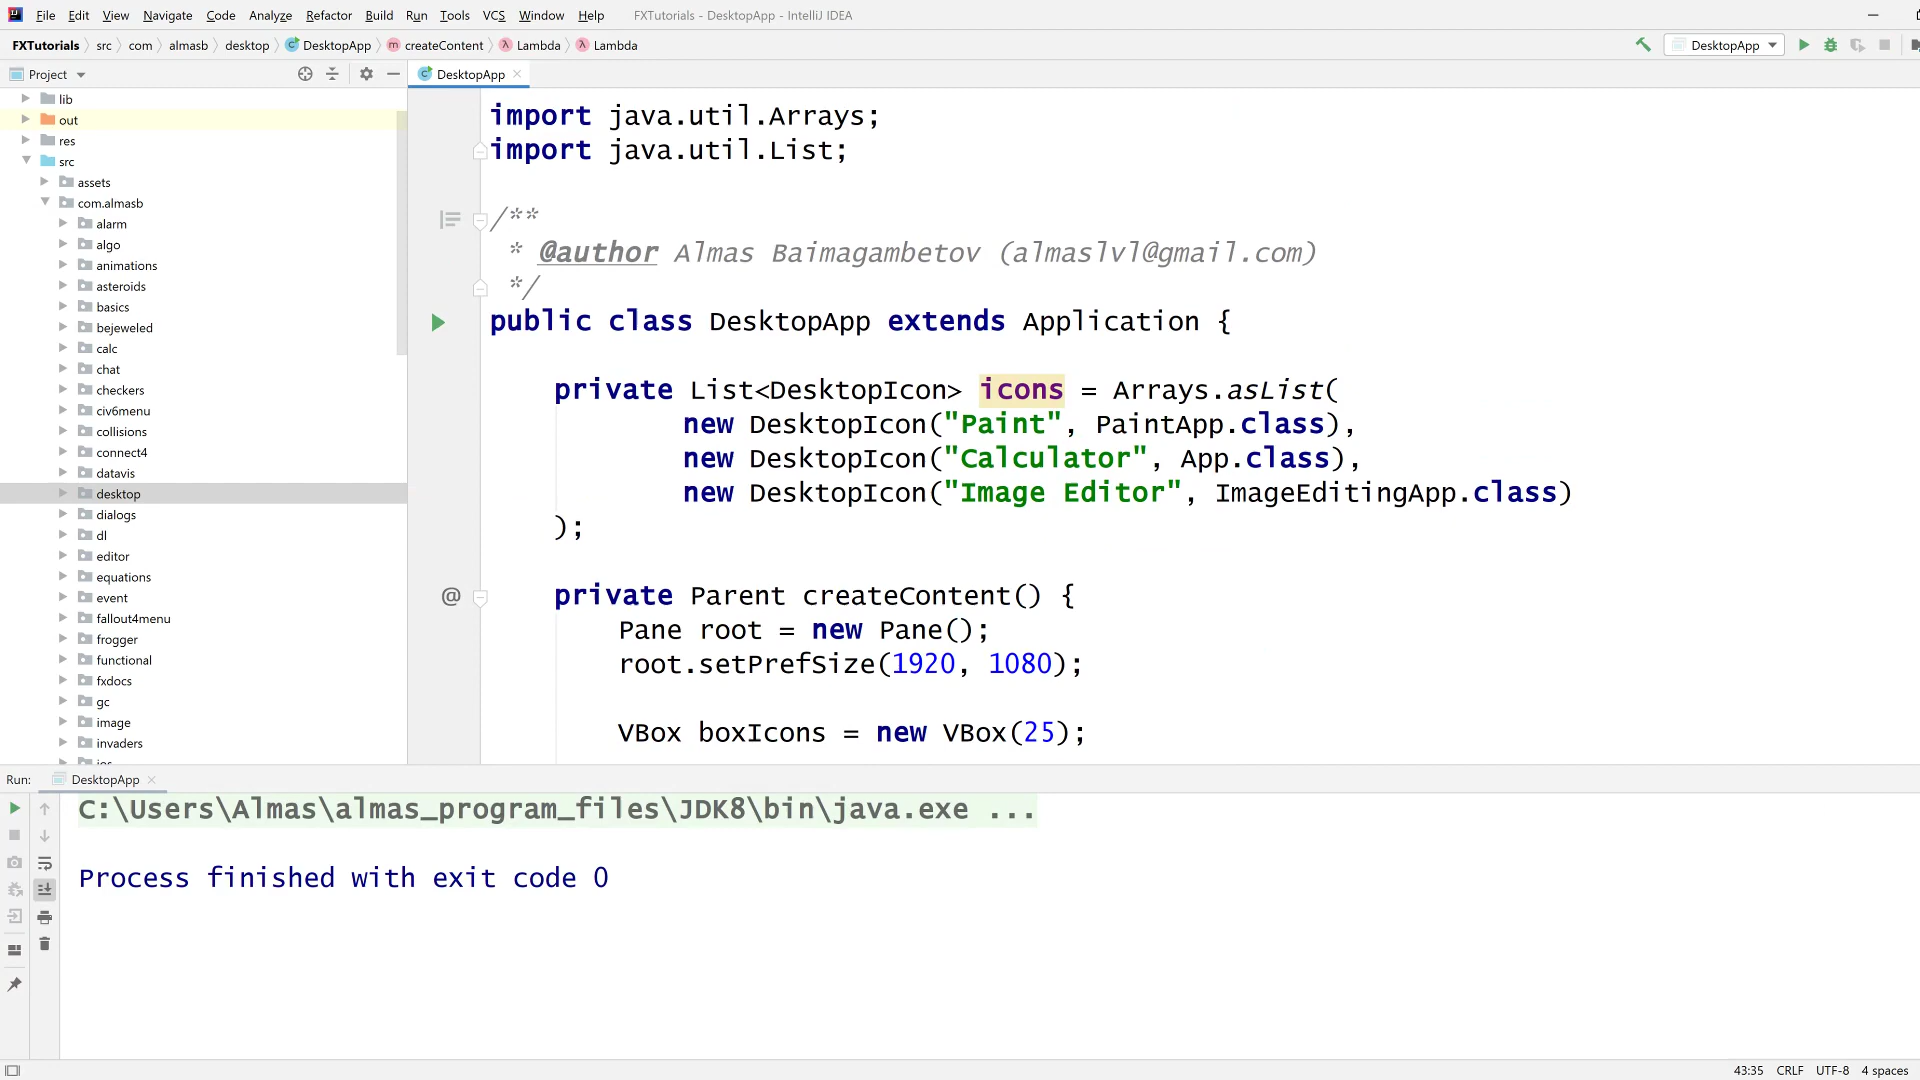 File Edit View Navigate Code Analyze Refactor Build Run Tools VCS Window Help FXTutorials - DesktopApp - IntelliJ IDEA
FXTutorials src com almasb desktop DesktopApp createContent Lambda Lambda DesktopApp
Project
DesktopApp
lib
out
res
src
assets
com.almasb
alarm
algo
animations
asteroids
basics
bejeweled
calc
chat
checkers
civ6menu
collisions
connect4
datavis
desktop
dialogs
dl
editor
equations
event
fallout4menu
frogger
functional
fxdocs
gc
image
invaders
import java.util.Arrays;
import java.util.List;
/**
* @author Almas Baimagambetov (almaslvl@gmail.com)
*/
public class DesktopApp extends Application {
private List<DesktopIcon> icons = Arrays.asList(
new DesktopIcon("Paint", PaintApp.class),
new DesktopIcon("Calculator", App.class),
new DesktopIcon("Image Editor", ImageEditingApp.class)
);
@
private Parent createContent() {
Pane root = new Pane();
root.setPrefSize(1920, 1080);
VBox boxIcons = new VBox(25);
Run: DesktopApp
C:\Users\Almas\almas_program_files\JDK8\bin\java.exe ...
Process finished with exit code 0
43:35 CRLF UTF-8 4 spaces